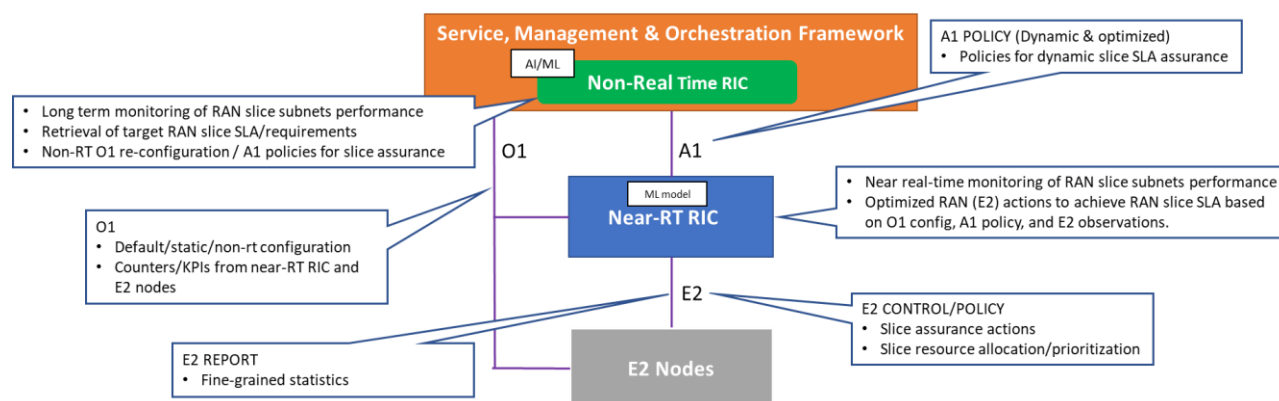 Service, Management & Orchestration Framework
AI/ML
Non-Real Time RIC
A1 POLICY (Dynamic & optimized)
• Policies for dynamic slice SLA assurance
• Long term monitoring of RAN slice subnets performance
• Retrieval of target RAN slice SLA/requirements
• Non-RT O1 re-configuration / A1 policies for slice assurance
O1
A1
ML model
Near-RT RIC
• Near real-time monitoring of RAN slice subnets performance
• Optimized RAN (E2) actions to achieve RAN slice SLA based
on O1 config, A1 policy, and E2 observations.
O1
• Default/static/non-rt configuration
• Counters/KPIs from near-RT RIC and
E2 nodes
E2
E2 CONTROL/POLICY
• Slice assurance actions
• Slice resource allocation/prioritization
E2 REPORT
• Fine-grained statistics
E2 Nodes